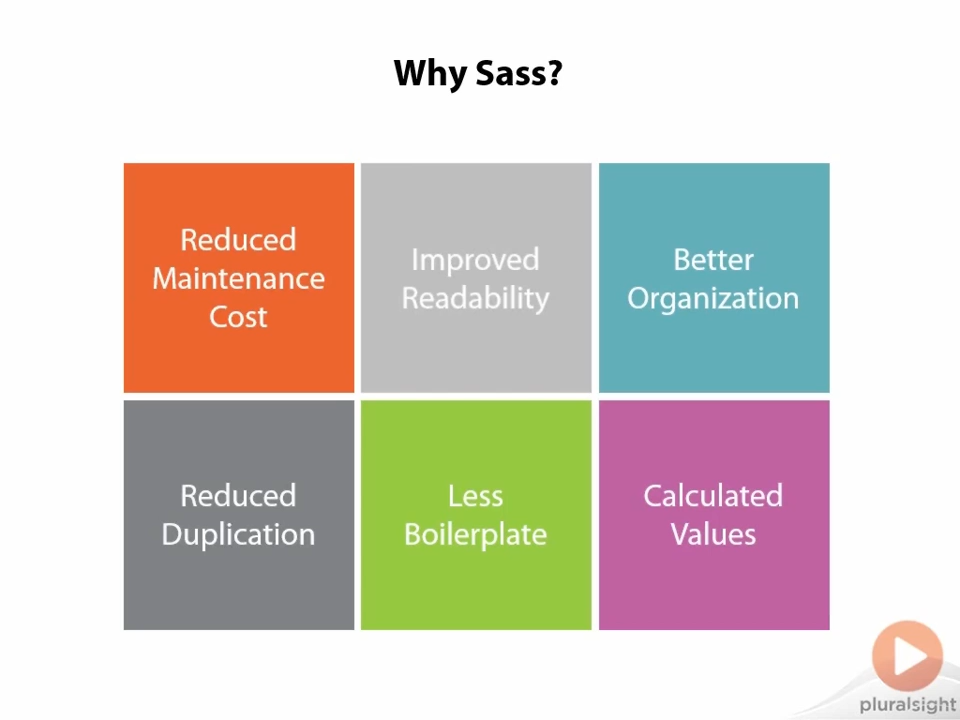 Why Sass?
Reduced
Maintenance
Cost
Improved
Readability
Better
Organization
Reduced
Duplication
Less
Boilerplate
Calculated
Values
pluralsight